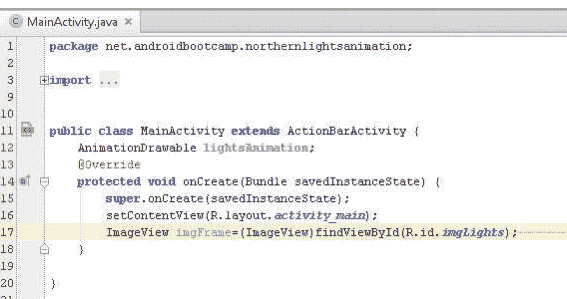 MainActivity.java ×
1 package net.androidbootcamp.northernlightsanimation;
2
3 import ...
9
10
11 public class MainActivity extends ActionBarActivity {
12 AnimationDrawable lightsAnimation;
13 @Override
14 protected void onCreate(Bundle savedInstanceState) {
15 super.onCreate(savedInstanceState);
16 setContentView(R.layout.activity_main);
17 ImageView imgFrame=(ImageView)findViewById(R.id.imgLights);
18 }
19
20 }